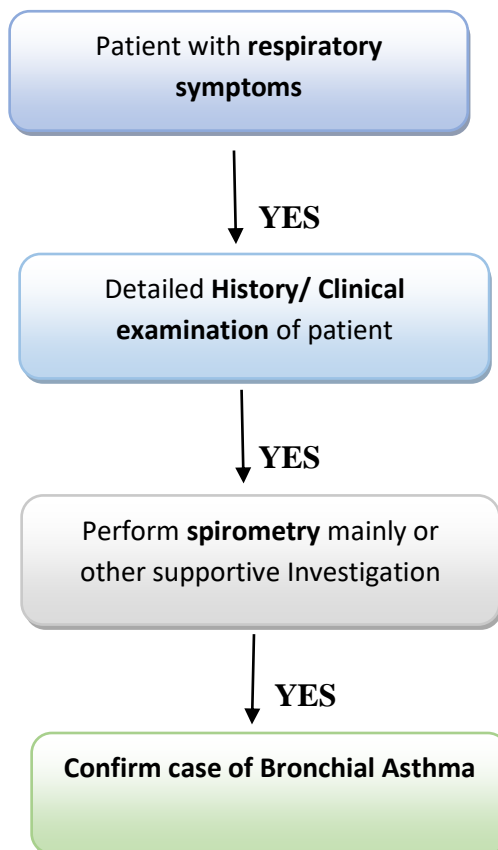 Patient with respiratory
symptoms
YES
Detailed History/ Clinical
examination of patient
YES
Perform spirometry mainly or
other supportive Investigation
YES
Confirm case of Bronchial Asthma